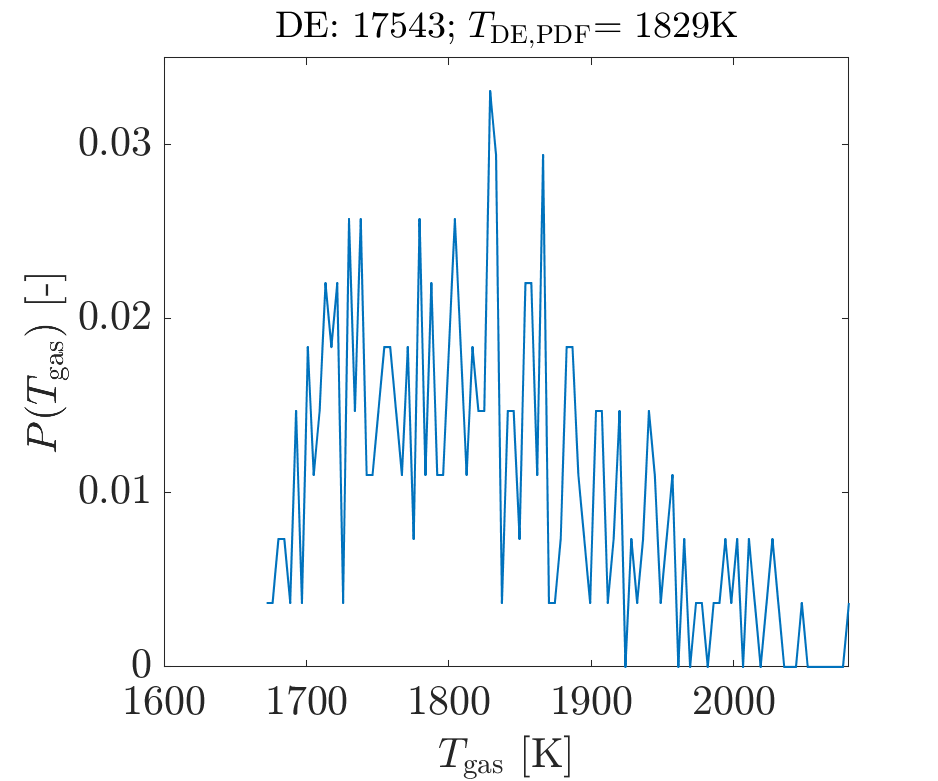 DE: 17543; T_DE,PDF= 1829K
0.03
0.02
0.01
0
P(T_gas) [-]
1600 1700 1800 1900 2000
T_gas [K]